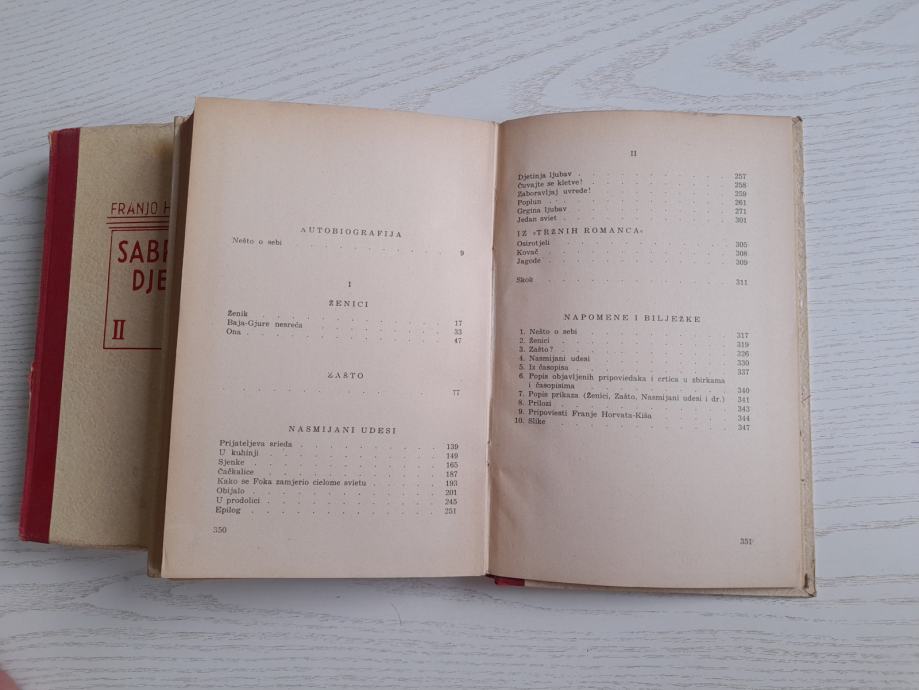 FRANJO H
SABR
DJE
II
AUTOBIOGRAFIJA
Nešto o sebi . . . . . . . . 9
I
ŽENICI
Ženik . . . . . . . . 17
Baja-Gjure nesreća . . . . . . . . 33
Ona . . . . . . . . 47
ZAŠTO
. . . . . . . . 77
NASMIJANI UDESI
Prijateljeva srieda . . . . . . . . 139
U kuhinji . . . . . . . . 149
Sjenke . . . . . . . . 165
Čačkalice . . . . . . . . 187
Kako se Foka zamjerio cielome svietu . . . . . . . . 193
Obijalo . . . . . . . . 201
U prodolici . . . . . . . . 245
Epilog . . . . . . . . 251
350
II
Djetinja ljubav . . . . . . . . 257
Čuvajte se kletve! . . . . . . . . 258
Zaboravljaj uvrede! . . . . . . . . 259
Poplun . . . . . . . . 261
Grgina ljubav . . . . . . . . 271
Jedan sviet . . . . . . . . 301
IZ »TRŽNIH ROMANCA«
Osirotjeli . . . . . . . . 305
Kovač . . . . . . . . 308
Jagode . . . . . . . . 309
Skok . . . . . . . . 311
NAPOMENE I BILJEŽKE
1. Nešto o sebi . . . . . . . . 317
2. Ženici . . . . . . . . 319
3. Zašto? . . . . . . . . 326
4. Nasmijani udesi . . . . . . . . 330
5. Iz časopisa . . . . . . . . 337
6. Popis objavljenih pripoviedaka i crtica u zbirkama
i časopisima . . . . . . . . 340
7. Popis prikaza (Ženici, Zašto, Nasmijani udesi i dr.) 341
8. Prilozi . . . . . . . . 343
9. Pripoviesti Franje Horvata-Kiša . . . . . . . . 344
10. Slike . . . . . . . . 347
351